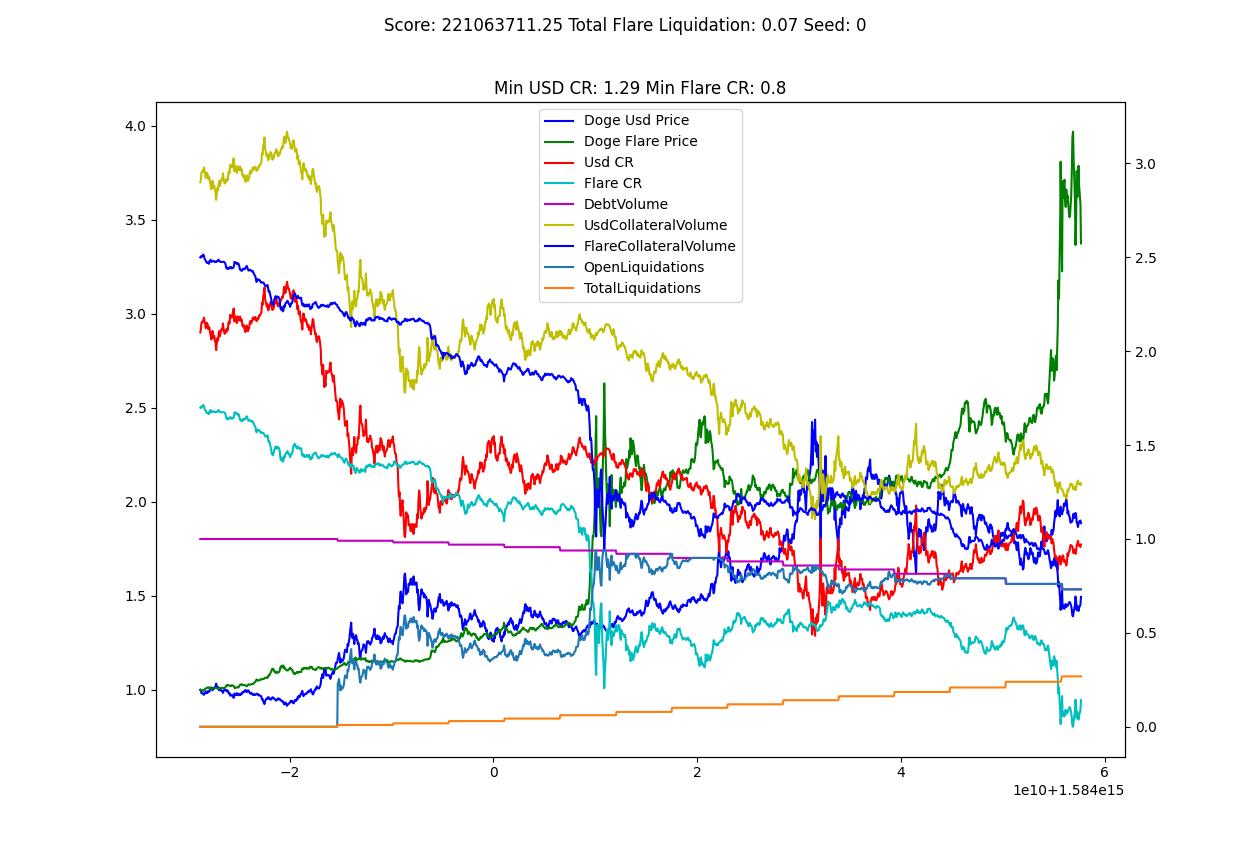 Score: 221063711.25 Total Flare Liquidation: 0.07 Seed: 0
Min USD CR: 1.29 Min Flare CR: 0.8
Doge Usd Price
Doge Flare Price
Usd CR
Flare CR
DebtVolume
UsdCollateralVolume
FlareCollateralVolume
OpenLiquidations
TotalLiquidations
4.0
3.5
3.0
2.5
2.0
1.5
1.0
3.0
2.5
2.0
1.5
1.0
0.5
0.0
−2 0 2 4 6
1e10+1.584e15